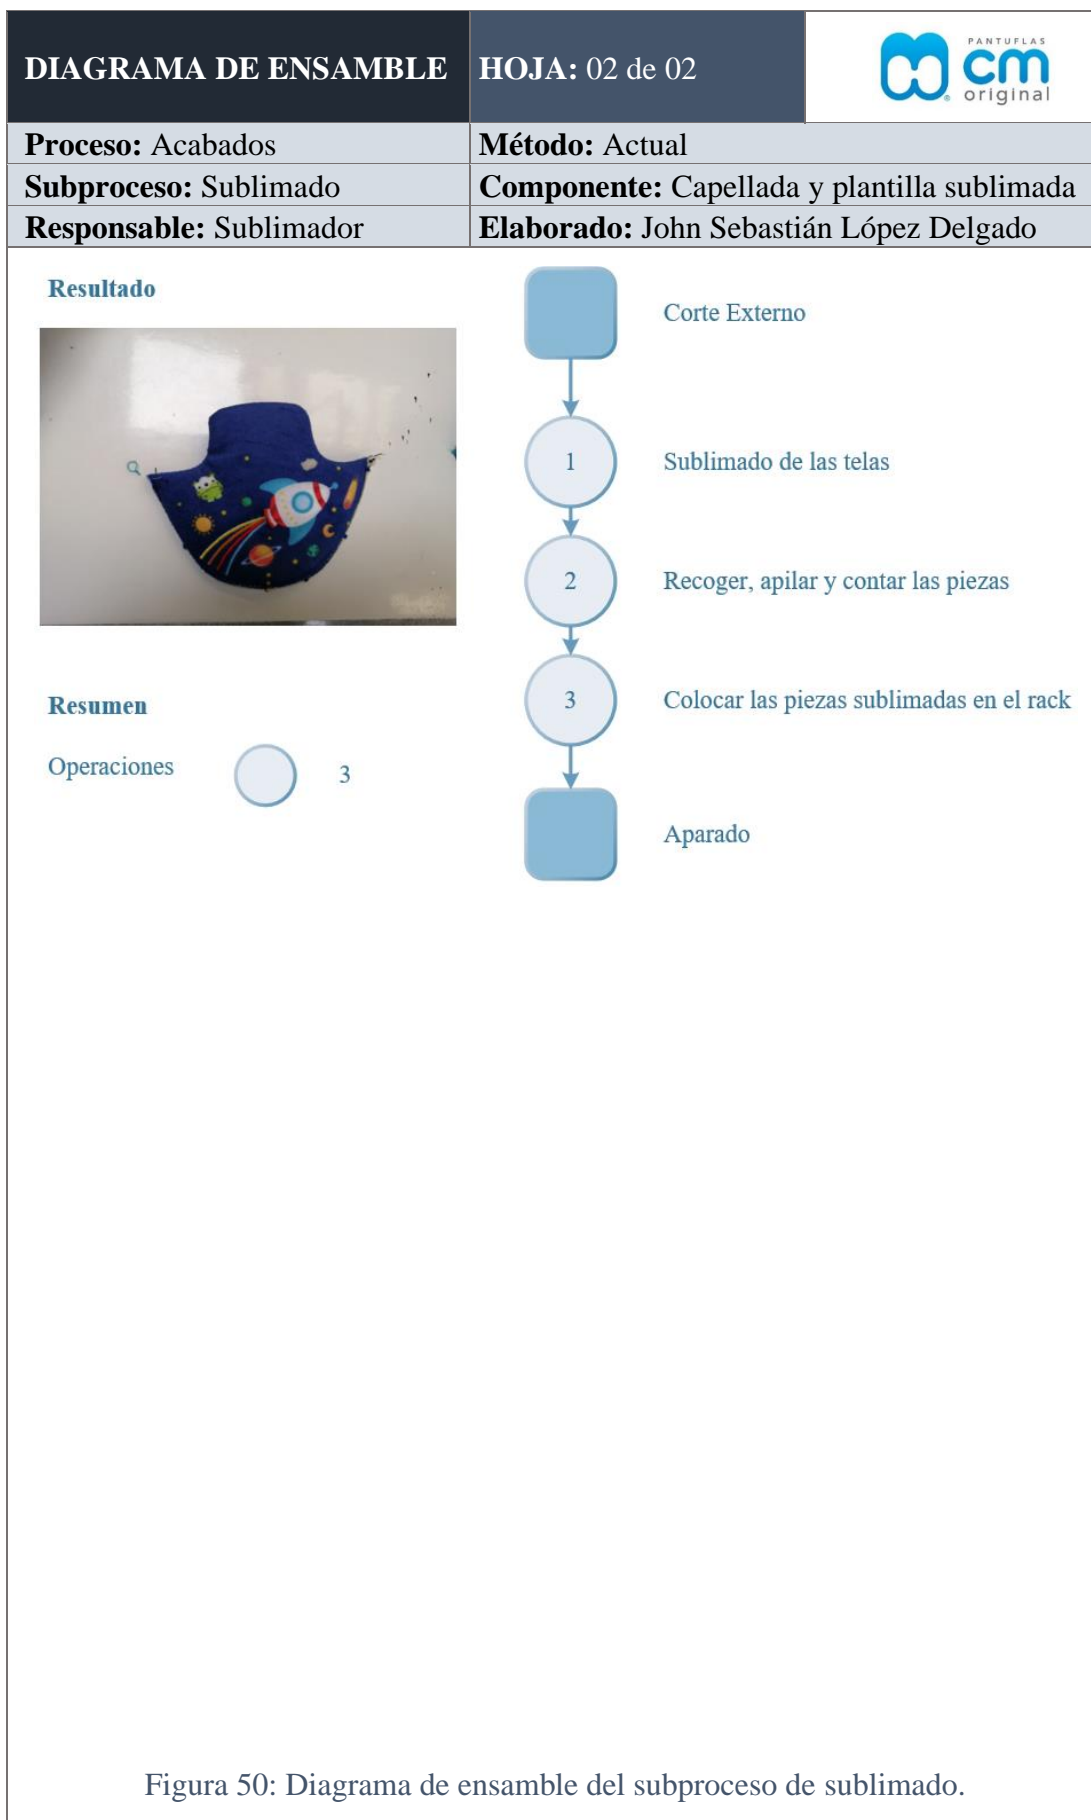 DIAGRAMA DE ENSAMBLE
HOJA: 02 de 02
PANTUFLAS
cm
original
Proceso: Acabados
Método: Actual
Subproceso: Sublimado
Componente: Capellada y plantilla sublimada
Responsable: Sublimador
Elaborado: John Sebastián López Delgado
Resultado
Corte Externo
1
Sublimado de las telas
2
Recoger, apilar y contar las piezas
3
Colocar las piezas sublimadas en el rack
Resumen
Operaciones
3
Aparado
Figura 50: Diagrama de ensamble del subproceso de sublimado.